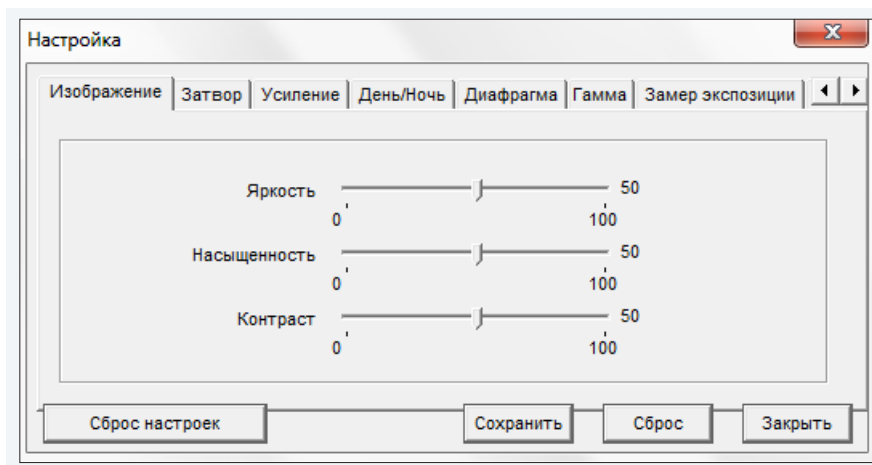 Настройка
Изображение Затвор Усиление День/Ночь Диафрагма Гамма Замер экспозиции
Яркость 50
0 100
Насыщенность 50
0 100
Контраст 50
0 100
Сброс настроек Сохранить Сброс Закрыть